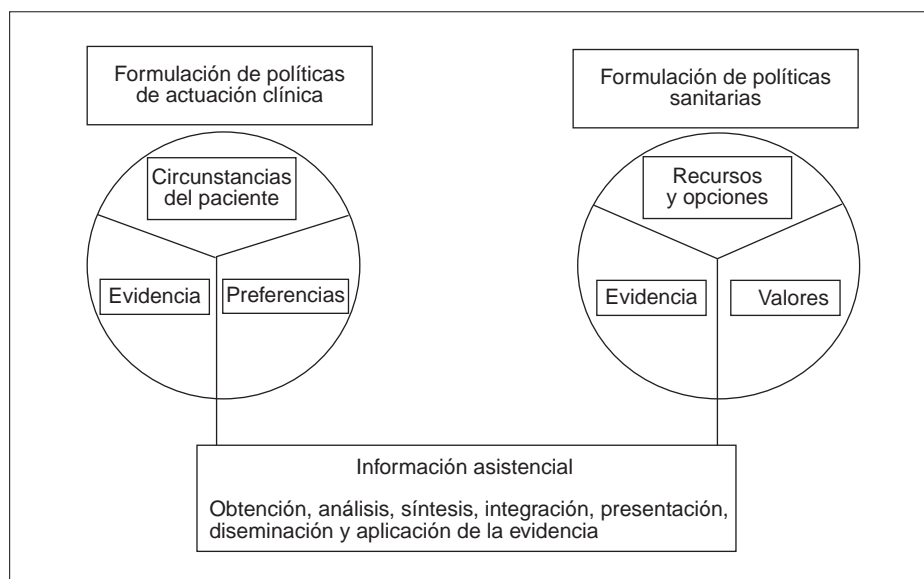 Formulación de políticas
de actuación clínica
Circunstancias
del paciente
Evidencia
Preferencias
Formulación de políticas
sanitarias
Recursos
y opciones
Evidencia
Valores
Información asistencial
Obtención, análisis, síntesis, integración, presentación,
diseminación y aplicación de la evidencia